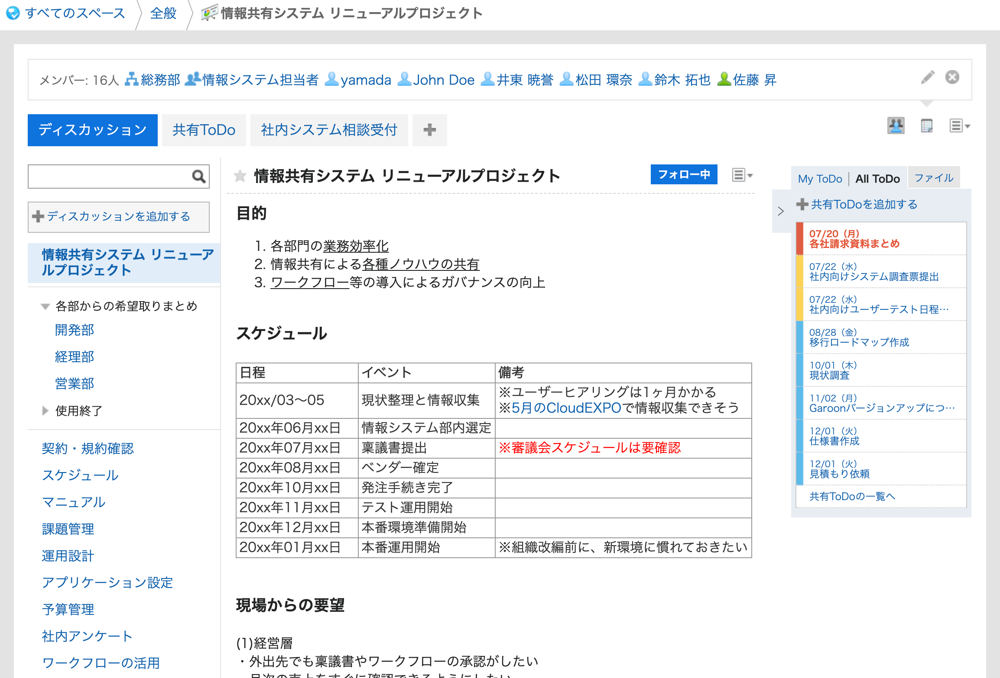 すべてのスペース 全般 情報共有システム リニューアルプロジェクト
メンバー: 16人 総務部 情報システム担当者 yamada John Doe 井東 暁誉 松田 環奈 鈴木 拓也 佐藤 昇
ディスカッション 共有ToDo 社内システム相談受付
ディスカッションを追加する
情報共有システム リニューア
ルプロジェクト
各部からの希望取りまとめ
開発部
経理部
営業部
使用終了
契約・規約確認
スケジュール
マニュアル
課題管理
運用設計
アプリケーション設定
予算管理
社内アンケート
ワークフローの活用
情報共有システム リニューアルプロジェクト フォロー中
目的
1. 各部門の業務効率化
2. 情報共有による各種ノウハウの共有
3. ワークフロー等の導入によるガバナンスの向上
スケジュール
日程 イベント 備考
20xx/03〜05 現状整理と情報収集 ※ユーザーヒアリングは1ヶ月かかる
※5月のCloudEXPOで情報収集できそう
20xx年06月xx日 情報システム部内選定
20xx年07月xx日 稟議書提出 ※審議会スケジュールは要確認
20xx年08月xx日 ベンダー確定
20xx年10月xx日 発注手続き完了
20xx年11月xx日 テスト運用開始
20xx年12月xx日 本番環境準備開始
20xx年01月xx日 本番運用開始 ※組織改編前に、新環境に慣れておきたい
現場からの要望
(1)経営層
・外出先でも稟議書やワークフローの承認がしたい
My ToDo All ToDo ファイル
共有ToDoを追加する
07/20（月）
各社請求資料まとめ
07/22（水）
社内向けシステム調査票提出
07/22（水）
社内向けユーザーテスト日程…
08/28（金）
移行ロードマップ作成
10/01（木）
現状調査
11/02（月）
Garoonバージョンアップにつ…
12/01（火）
仕様書作成
12/01（火）
見積もり依頼
共有ToDoの一覧へ